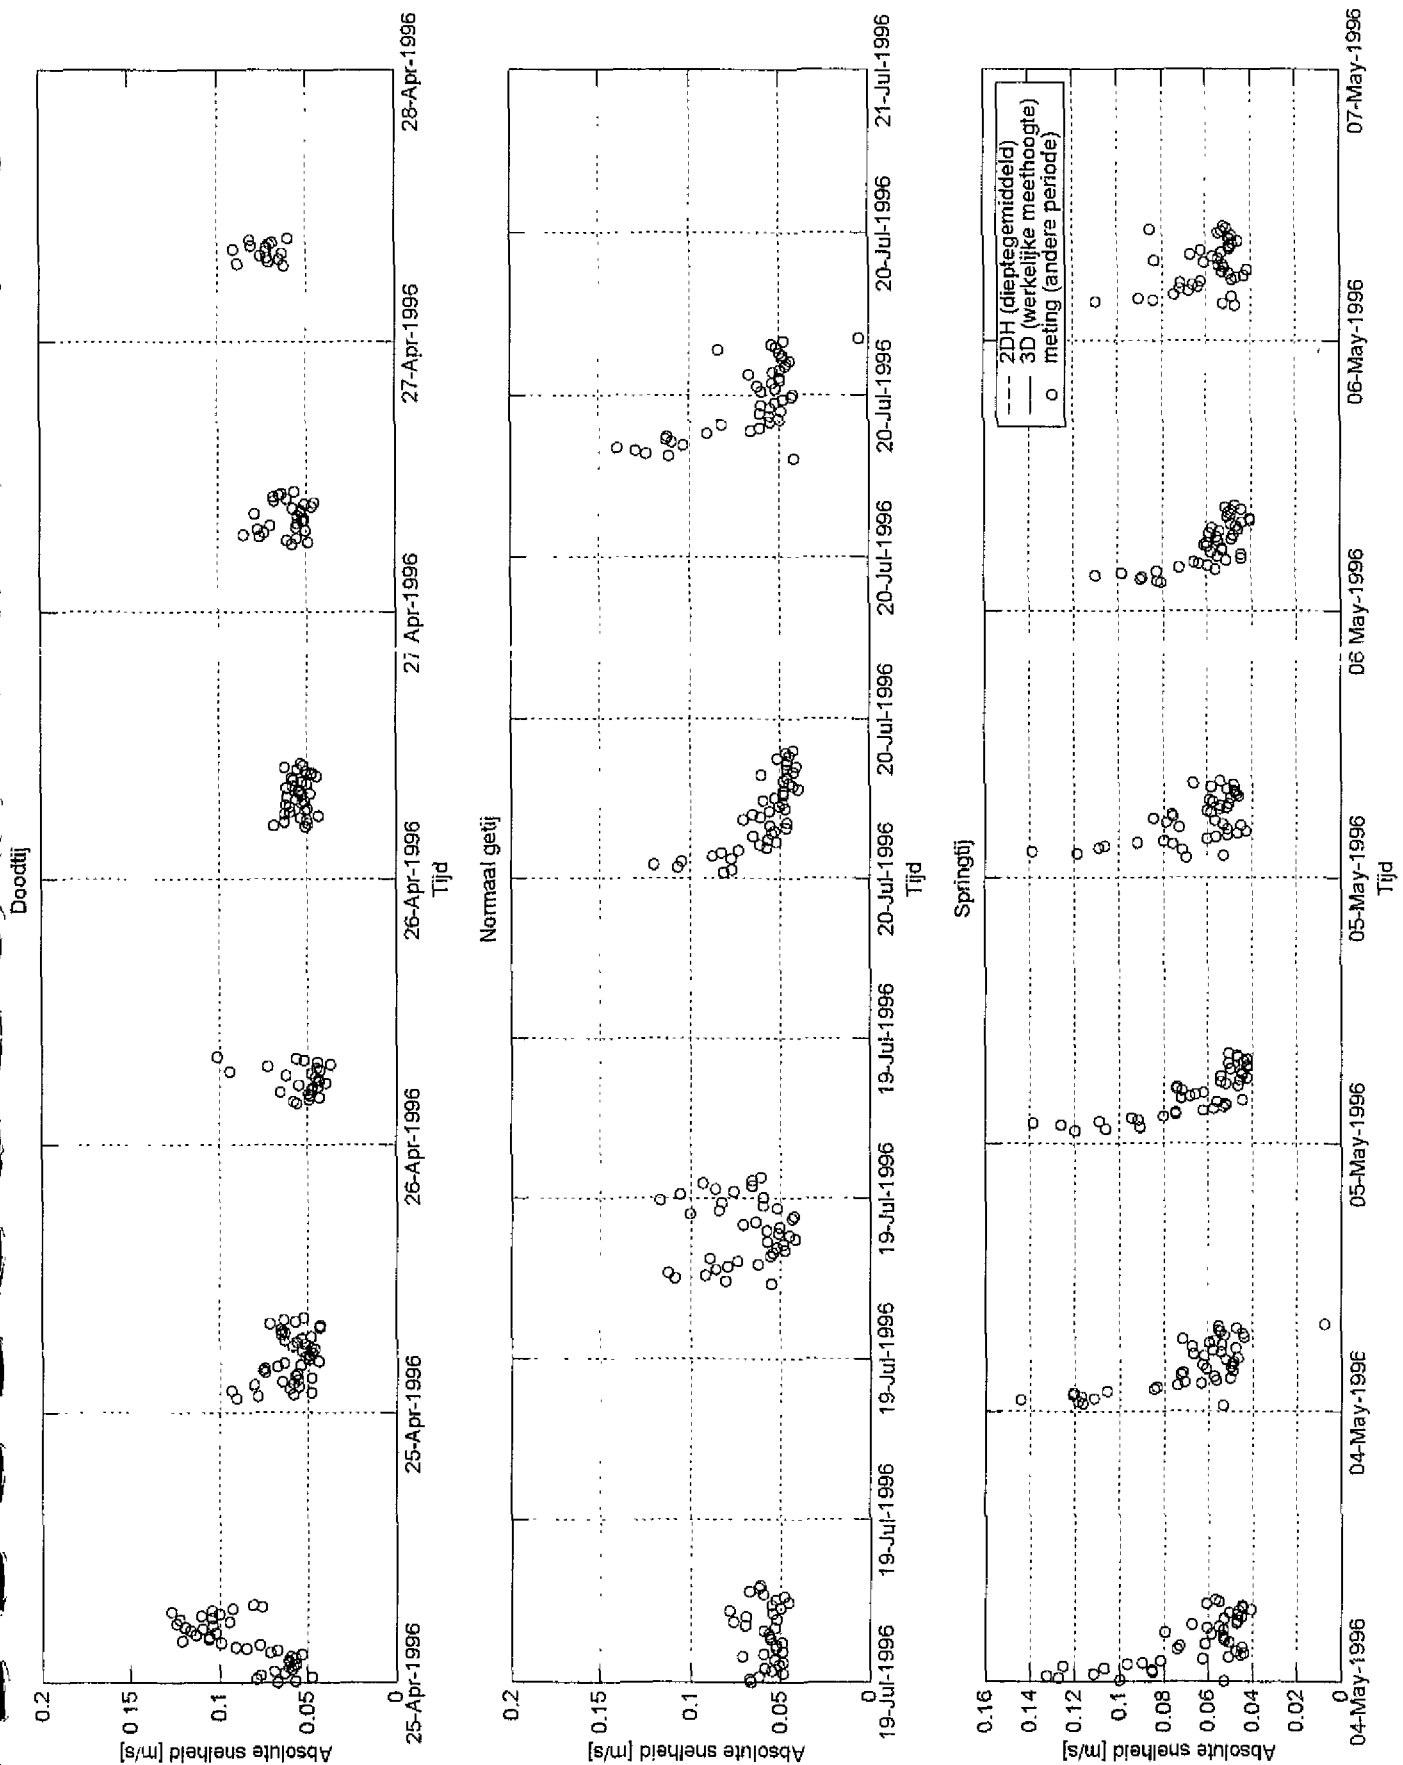 Doodtij
Absolute snelheid [m/s]
0.2
0.15
0.1
0.05
0
25-Apr-1996
25-Apr-1996
26-Apr-1996
26-Apr-1996
27 Apr-1996
27-Apr-1996
28-Apr-1996
Tijd
Normaal getij
Absolute snelheid [m/s]
0.2
0.15
0.1
0.05
0
19-Jul-1996
19-Jul-1996
19-Jul-1996
19-Jul-1996
19-Jul-1996
20-Jul-1996
20-Jul-1996
20-Jul-1996
20-Jul-1996
20-Jul-1996
21-Jul-1996
Tijd
Springtij
Absolute snelheid [m/s]
0.16
0.14
0.12
0.1
0.08
0.06
0.04
0.02
0
04-May-1996
04-May-1996
05-May-1996
05-May-1996
06 May-1996
06-May-1996
07-May-1996
Tijd
2DH (dieptegemiddeld)
3D (werkelijke meethoogte)
meting (andere periode)